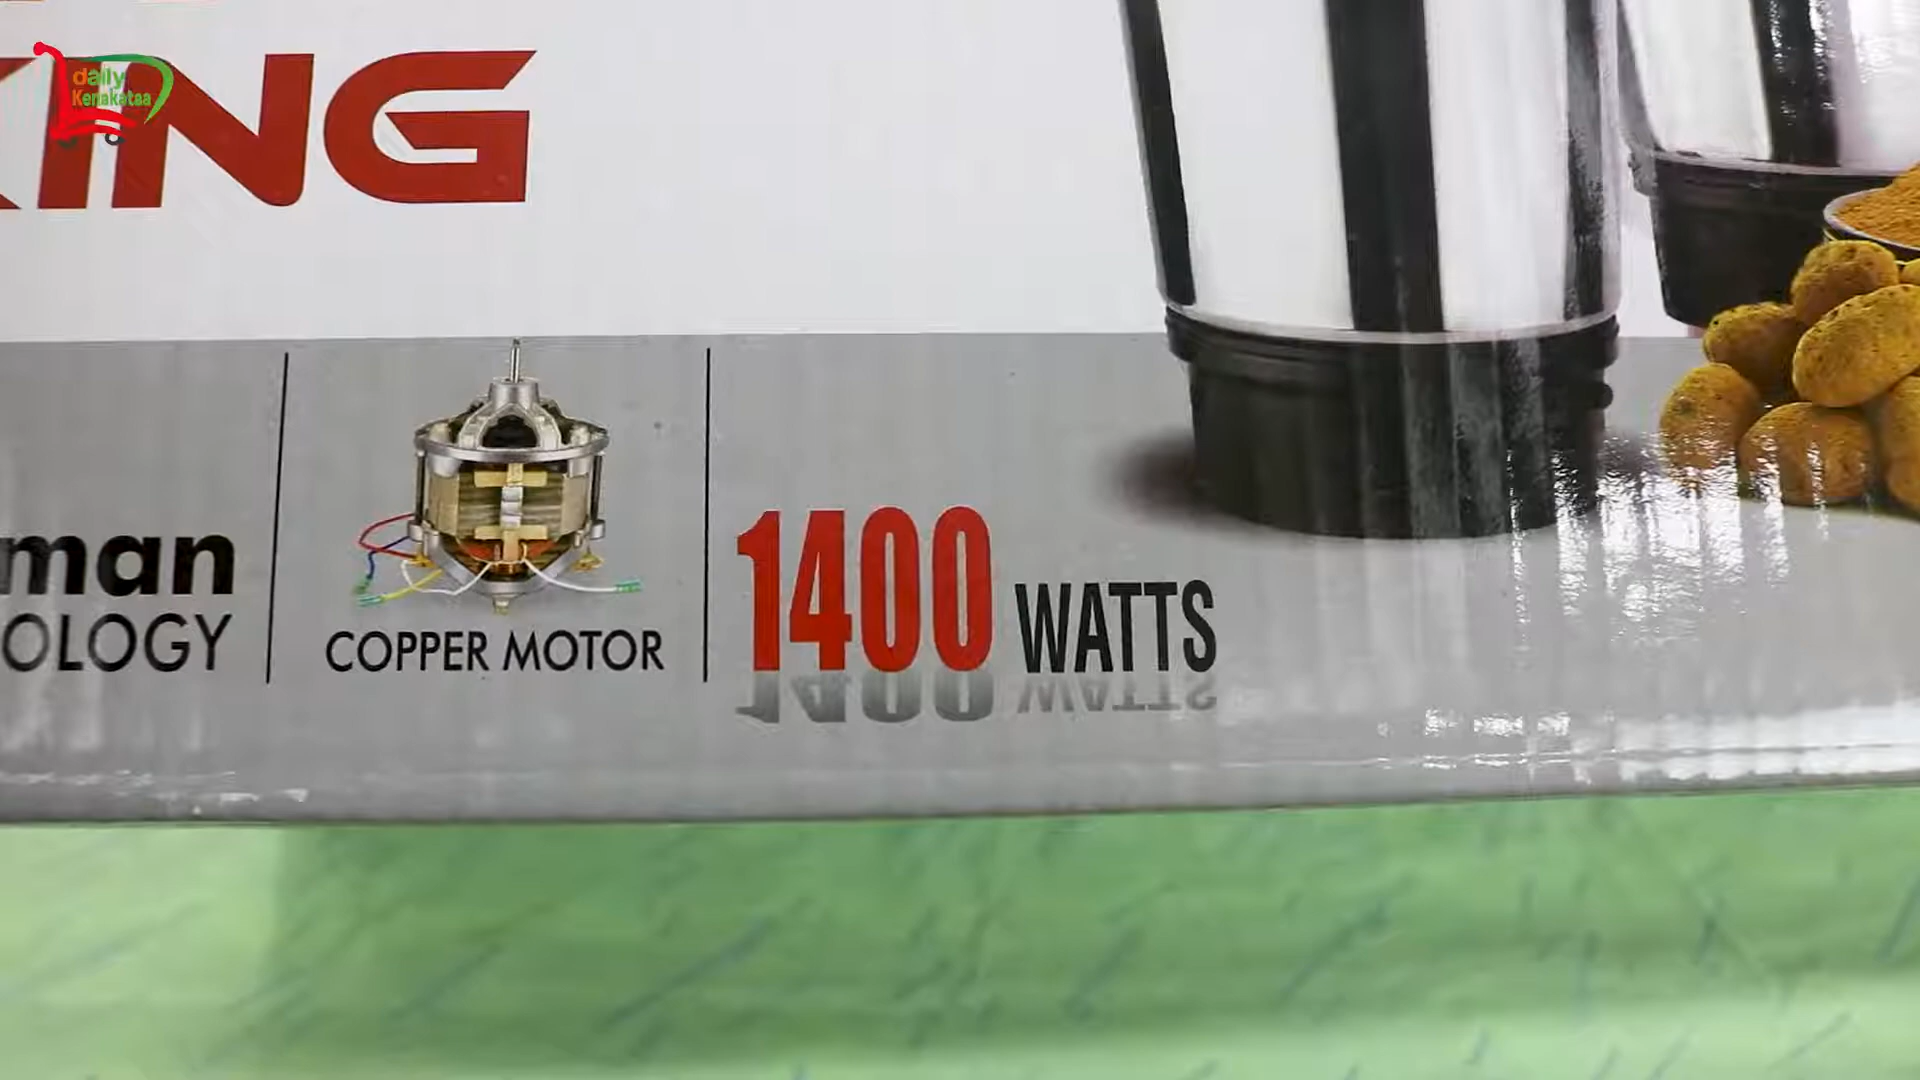 daily
Kenakataa
KING
man
OLOGY
COPPER MOTOR
1400 WATTS